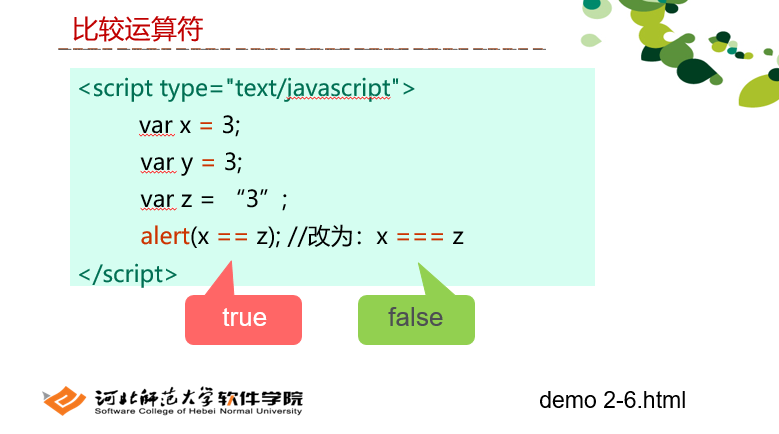 比较运算符
<script type="text/javascript">
var x = 3;
var y = 3;
var z = “3”;
alert(x == z); //改为：x === z
</script>
true
false
河北师范大学软件学院
Software College of Hebei Normal University
demo 2-6.html